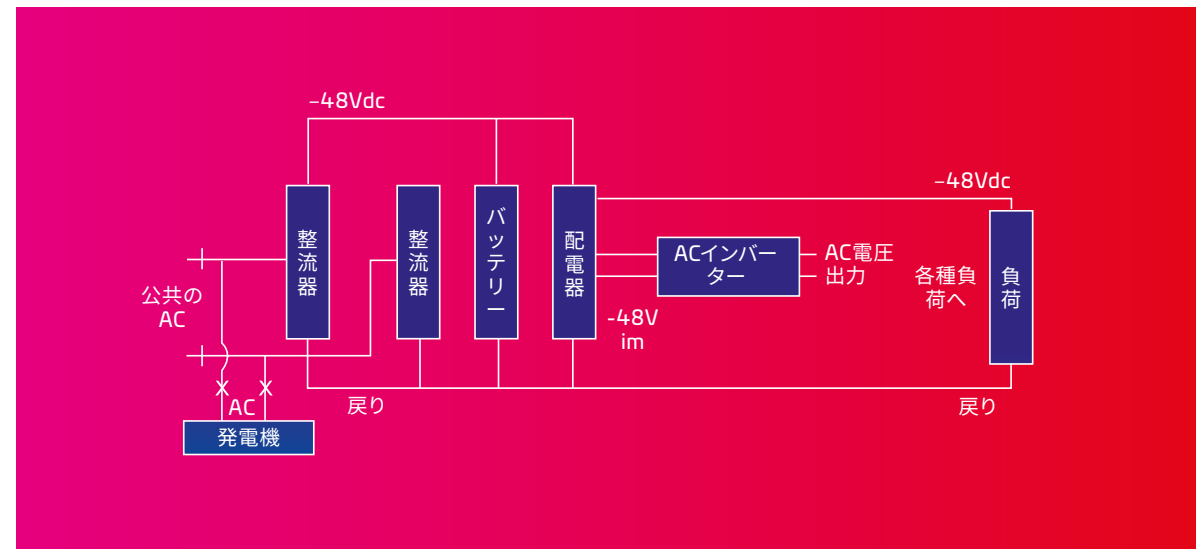 –48Vdc
–48Vdc
整流器
整流器
バッテリー
配電器
ACインバー
ター
AC電圧
出力
各種負
荷へ
負荷
公共の
AC
-48V
im
X
X
AC
戻り
戻り
発電機